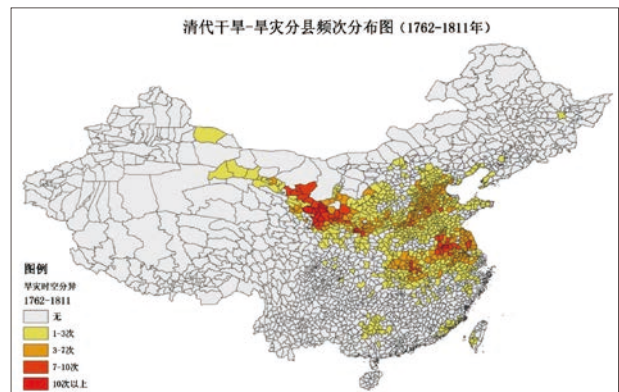 清代干旱-旱灾分县频次分布图（1762-1811年）
图例
旱灾时空分异
1762-1811
无
1-3次
3-7次
7-10次
10次以上